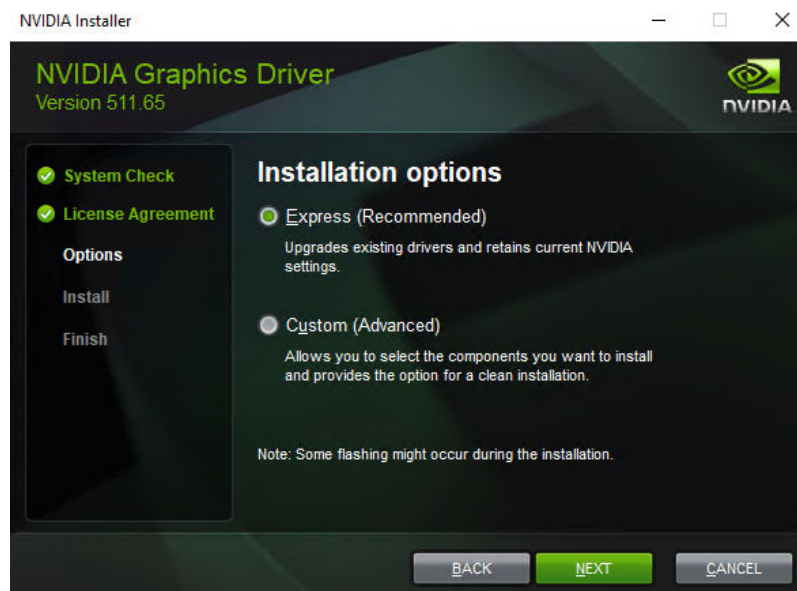 NVIDIA Installer
NVIDIA Graphics Driver
Version 511.65
NVIDIA
System Check
License Agreement
Options
Install
Finish
Installation options
Express (Recommended)
Upgrades existing drivers and retains current NVIDIA
settings.
Custom (Advanced)
Allows you to select the components you want to install
and provides the option for a clean installation.
Note: Some flashing might occur during the installation.
BACK
NEXT
CANCEL